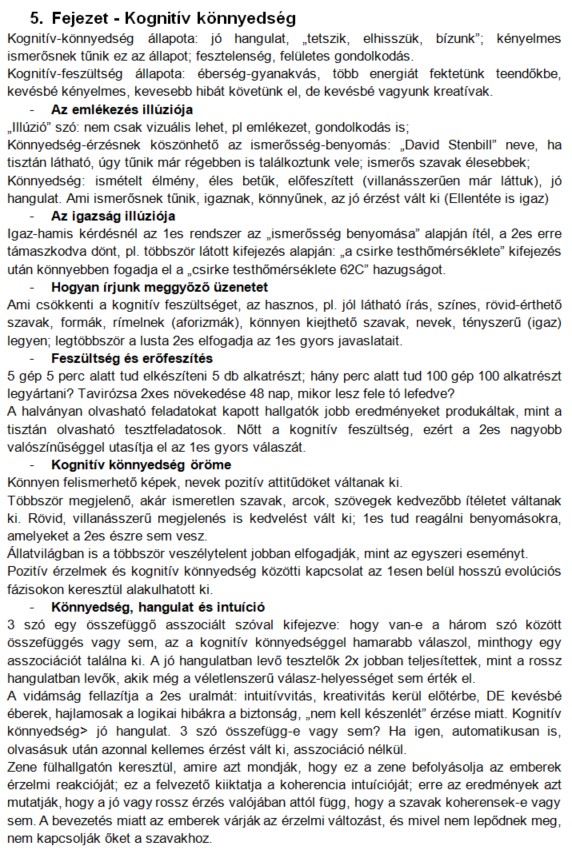 5. Fejezet - Kognitív könnyedség
Kognitív-könnyedség állapota: jó hangulat, „tetszik, elhisszük, bízunk”; kényelmes
ismerősnek tűnik ez az állapot; fesztelenség, felületes gondolkodás.
Kognitív-feszültség állapota: éberség-gyanakvás, több energiát fektetünk teendőkbe,
kevésbé kényelmes, kevesebb hibát követünk el, de kevésbé vagyunk kreatívak.
- Az emlékezés illúziója
„Illúzió” szó: nem csak vizuális lehet, pl emlékezet, gondolkodás is;
Könnyedség-érzésnek köszönhető az ismerősség-benyomás: „David Stenbill” neve, ha
tisztán látható, úgy tűnik már régebben is találkoztunk vele; ismerős szavak élesebbek;
Könnyedség: ismételt élmény, éles betűk, előfeszített (villanásszerűen már láttuk), jó
hangulat. Ami ismerősnek tűnik, igaznak, könnyűnek, az jó érzést vált ki (Ellentéte is igaz)
- Az igazság illúziója
Igaz-hamis kérdésnél az 1es rendszer az „ismerősség benyomása” alapján ítél, a 2es erre
támaszkodva dönt, pl. többször látott kifejezés alapján: „a csirke testhőmérséklete” kifejezés
után könnyebben fogadja el a „csirke testhőmérséklete 62C” hazugságot.
- Hogyan írjunk meggyőző üzenetet
Ami csökkenti a kognitív feszültséget, az hasznos, pl. jól látható írás, színes, rövid-érthető
szavak, formák, rímelnek (aforizmák), könnyen kiejthető szavak, nevek, tényszerű (igaz)
legyen; legtöbbször a lusta 2es elfogadja az 1es gyors javaslatait.
- Feszültség és erőfeszítés
5 gép 5 perc alatt tud elkészíteni 5 db alkatrészt; hány perc alatt tud 100 gép 100 alkatrészt
legyártani? Tavirózsa 2xes növekedése 48 nap, mikor lesz fele tó lefedve?
A halványan olvasható feladatokat kapott hallgatók jobb eredményeket produkáltak, mint a
tisztán olvasható tesztfeladatosok. Nőtt a kognitív feszültség, ezért a 2es nagyobb
valószínűséggel utasítja el az 1es gyors válaszát.
- Kognitív könnyedség öröme
Könnyen felismerhető képek, nevek pozitív attitűdöket váltanak ki.
Többször megjelenő, akár ismeretlen szavak, arcok, szövegek kedvezőbb ítéletet váltanak
ki. Rövid, villanásszerű megjelenés is kedvelést vált ki; 1es tud reagálni benyomásokra,
amelyeket a 2es észre sem vesz.
Állatvilágban is a többször veszélytelent jobban elfogadják, mint az egyszeri eseményt.
Pozitív érzelmek és kognitív könnyedség közötti kapcsolat az 1esen belül hosszú evolúciós
fázisokon keresztül alakulhatott ki.
- Könnyedség, hangulat és intuíció
3 szó egy összefüggő asszociált szóval kifejezve: hogy van-e a három szó között
összefüggés vagy sem, az a kognitív könnyedséggel hamarabb válaszol, minthogy egy
asszociációt találna ki. A jó hangulatban levő tesztelők 2x jobban teljesítettek, mint a rossz
hangulatban levők, akik még a véletlenszerű válasz-helyességet sem érték el.
A vidámság fellazítja a 2es uralmát: intuitívvitás, kreativitás kerül előtérbe, DE kevésbé
éberek, hajlamosak a logikai hibákra a biztonság, „nem kell készenlét” érzése miatt. Kognitív
könnyedség> jó hangulat. 3 szó összefügg-e vagy sem? Ha igen, automatikusan is,
olvasásuk után azonnal kellemes érzést vált ki, asszociáció nélkül.
Zene fülhallgatón keresztül, amire azt mondják, hogy ez a zene befolyásolja az emberek
érzelmi reakcióját; ez a felvezető kiiktatja a koherencia intuícióját; erre az eredmények azt
mutatják, hogy a jó vagy rossz érzés valójában attól függ, hogy a szavak koherensek-e vagy
sem. A bevezetés miatt az emberek várják az érzelmi változást, és mivel nem lepődnek meg,
nem kapcsolják őket a szavakhoz.